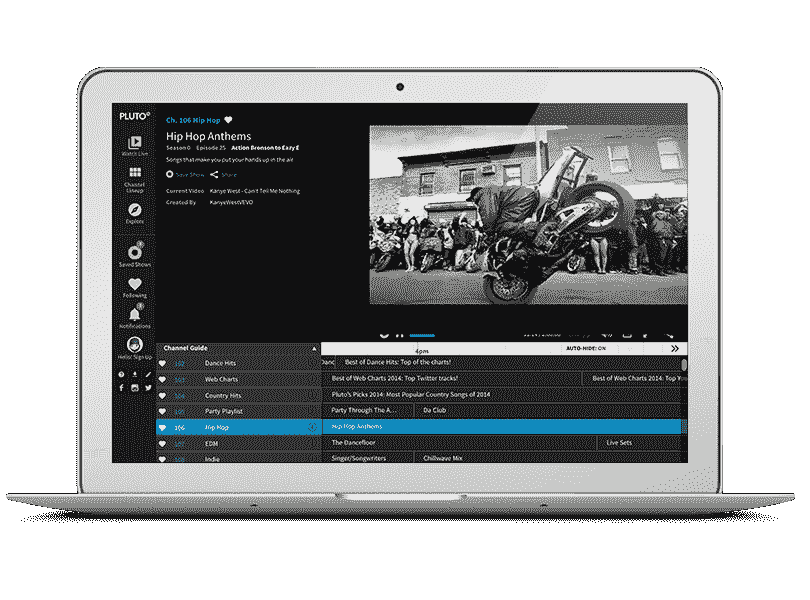 PLUTO
Watch Live
Channel
Lineup
Explore
Saved Shows
Following
Notifications
Hello! Sign Up
Ch. 106 Hip Hop
Hip Hop Anthems
Season 0 Episode 25 Action Bronson to Eazy E
Songs that make you put your hands up in the air
Save Show Share
Current Video Kanye West - Can't Tell Me Nothing
Created By KanyeWestVEVO
Channel Guide 4pm AUTO-HIDE: ON
102 Dance Hits Danc Best of Dance Hits: Top of the charts!
103 Web Charts Best of Web Charts 2014: Top Twitter tracks! Best of Web Charts 2014: Top
104 Country Hits Pluto's Picks 2014: Most Popular Country Songs of 2014
105 Party Playlist Party Through The A... Da Club
106 Hip Hop Hip Hop Anthems
107 EDM The Dancefloor Live Sets
108 Indie Singer/Songwriters Chillwave Mix